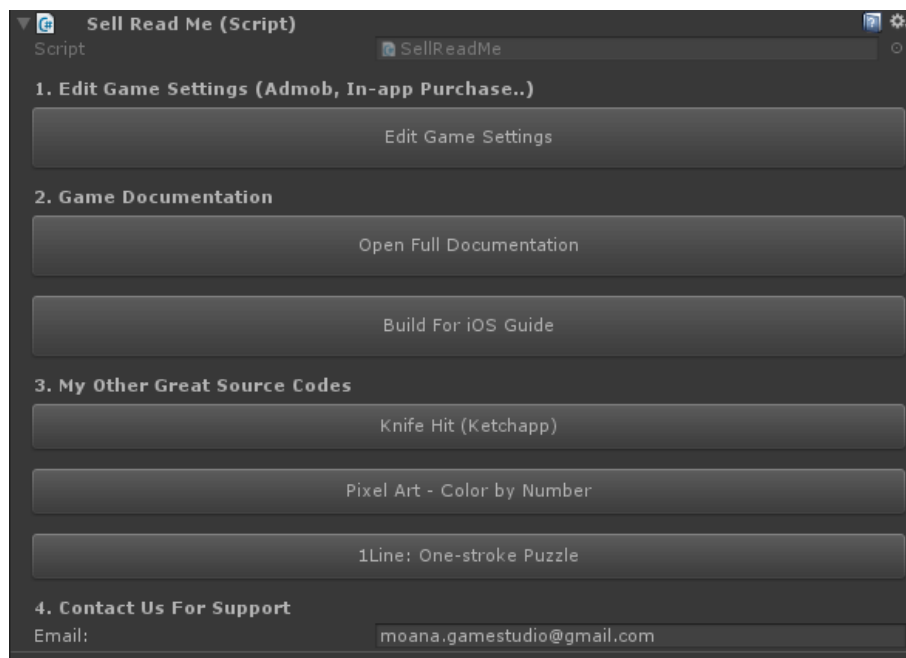 Sell Read Me (Script)
Script SellReadMe
1. Edit Game Settings (Admob, In-app Purchase..)
Edit Game Settings
2. Game Documentation
Open Full Documentation
Build For iOS Guide
3. My Other Great Source Codes
Knife Hit (Ketchapp)
Pixel Art - Color by Number
1Line: One-stroke Puzzle
4. Contact Us For Support
Email: moana.gamestudio@gmail.com